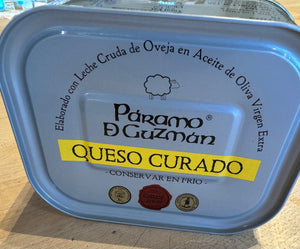 Elaborado con Leche Cruda de Oveja en Aceite de Oliva Virgen Extra
PÁRAMO®
D GUZMÁN
QUESO CURADO
- CONSERVAR EN FRÍO -